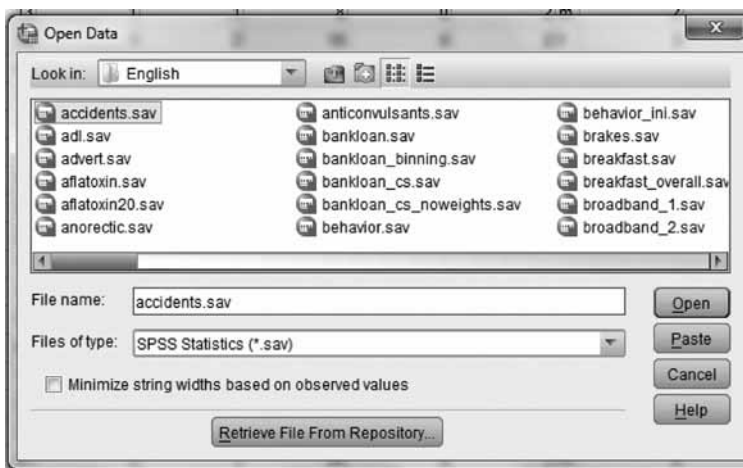 Open Data
Look in: English
accidents.sav
adl.sav
advert.sav
aflatoxin.sav
aflatoxin20.sav
anorectic.sav
anticonvulsants.sav
bankloan.sav
bankloan_binning.sav
bankloan_cs.sav
bankloan_cs_noweights.sav
behavior.sav
behavior_ini.sav
brakes.sav
breakfast.sav
breakfast_overall.sav
broadband_1.sav
broadband_2.sav
File name: accidents.sav
Open
Files of type: SPSS Statistics (*.sav)
Paste
Minimize string widths based on observed values
Cancel
Help
Retrieve File From Repository...